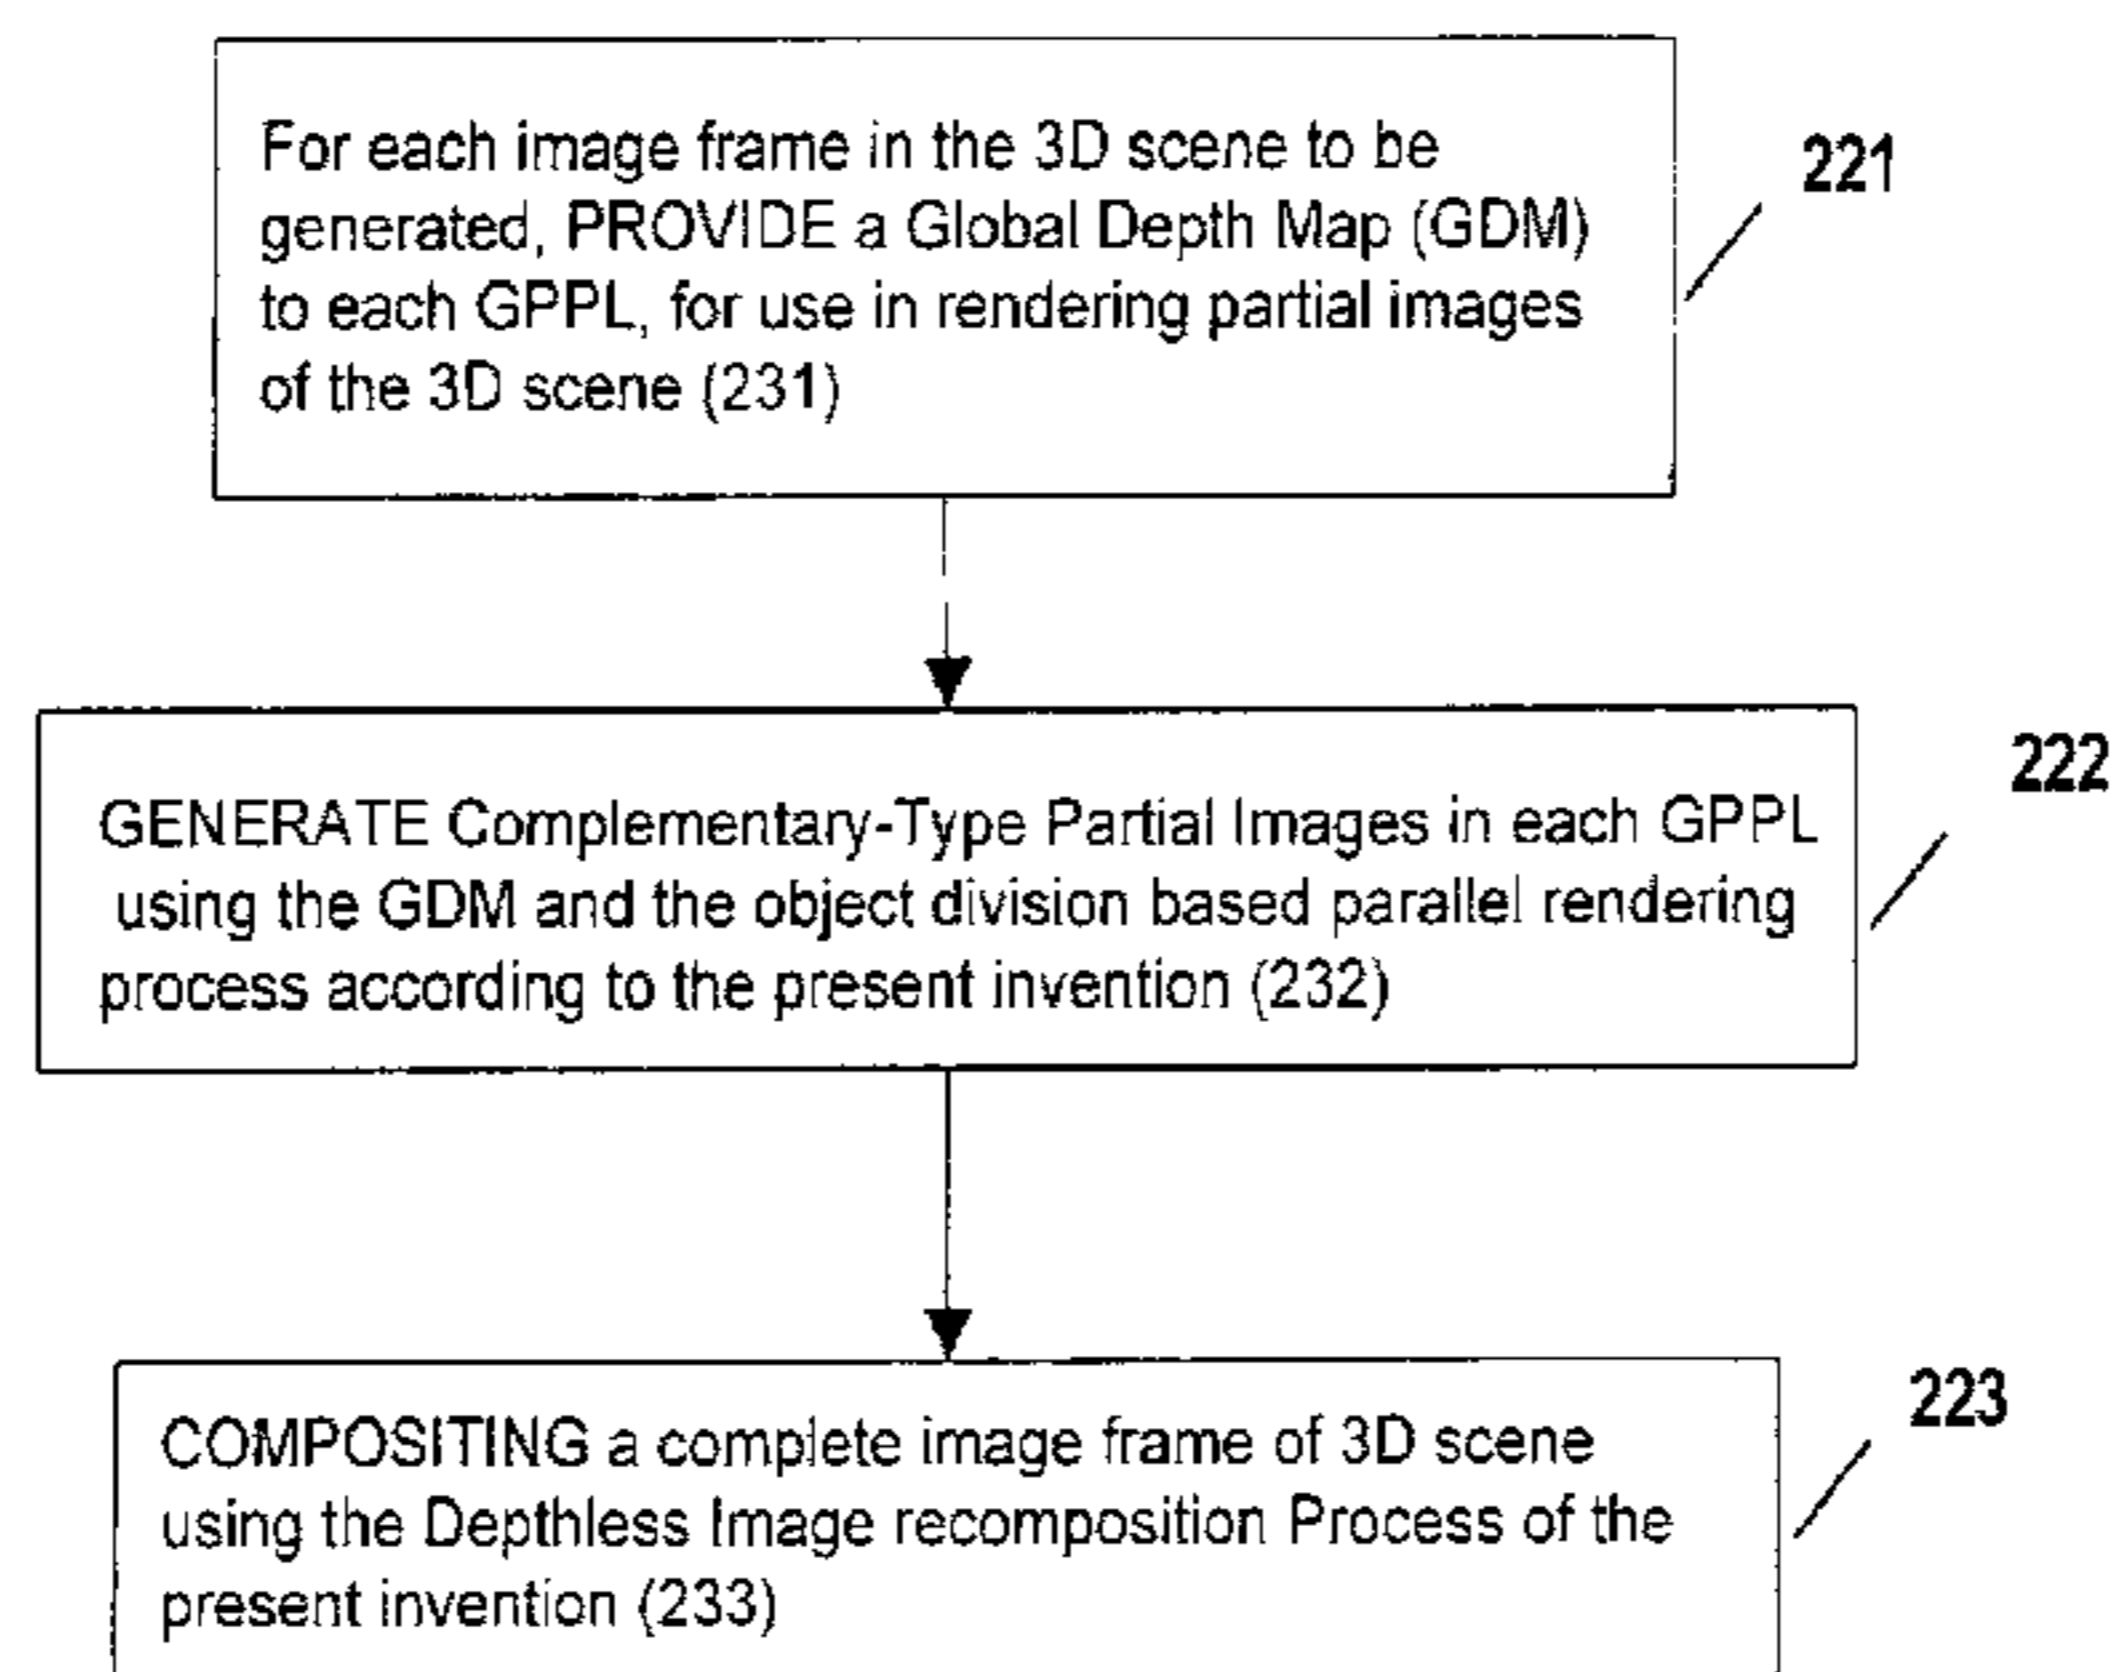 For each image frame in the 3D scene to be
generated, PROVIDE a Global Depth Map (GDM)
to each GPPL, for use in rendering partial images
of the 3D scene (231)
221
GENERATE Complementary-Type Partial Images in each GPPL
using the GDM and the object division based parallel rendering
process according to the present invention (232)
222
COMPOSITING a complete image frame of 3D scene
using the Depthless Image recomposition Process of the
present invention (233)
223